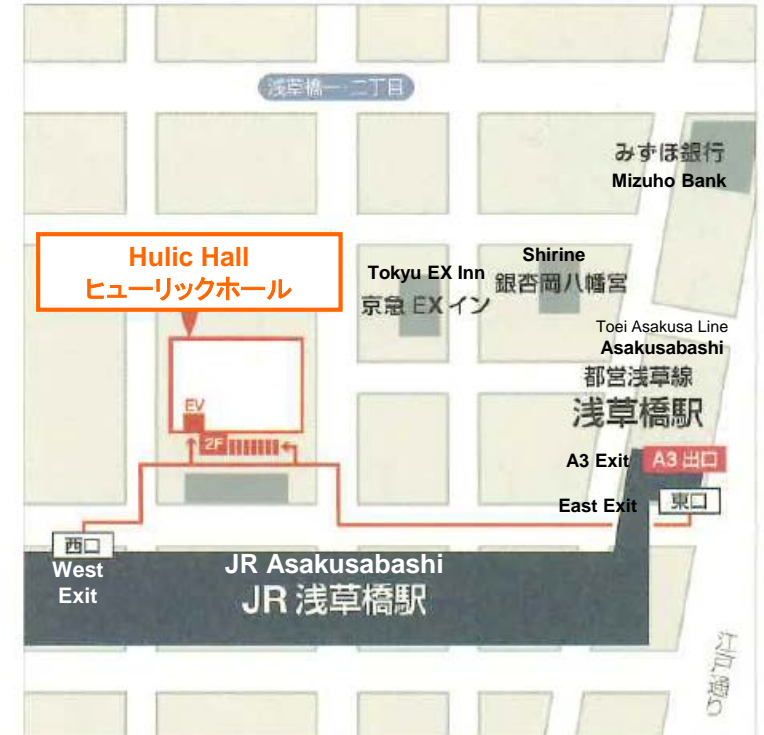 浅草橋一・二丁目
みずほ銀行
Mizuho Bank
Hulic Hall
ヒューリックホール
Tokyu EX Inn
京急 EX イン
Shirine
銀杏岡八幡宮
Toei Asakusa Line
Asakusabashi
都営浅草線
浅草橋駅
EV
2F
A3 Exit
A3 出口
East Exit
東口
西口
West
Exit
JR Asakusabashi
JR 浅草橋駅
江戸通り